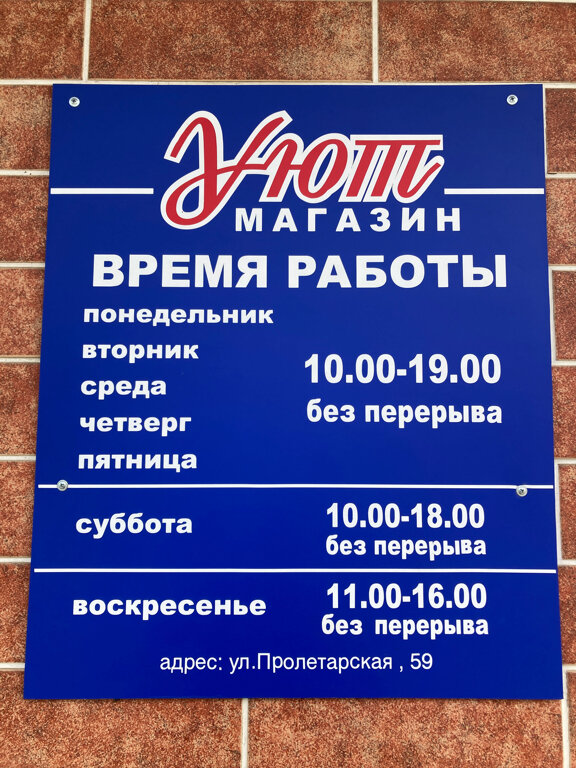 Уют
МАГАЗИН
ВРЕМЯ РАБОТЫ
понедельник
вторник
среда
четверг
пятница
10.00-19.00
без перерыва
суббота
10.00-18.00
без перерыва
воскресенье
11.00-16.00
без перерыва
адрес: ул.Пролетарская , 59